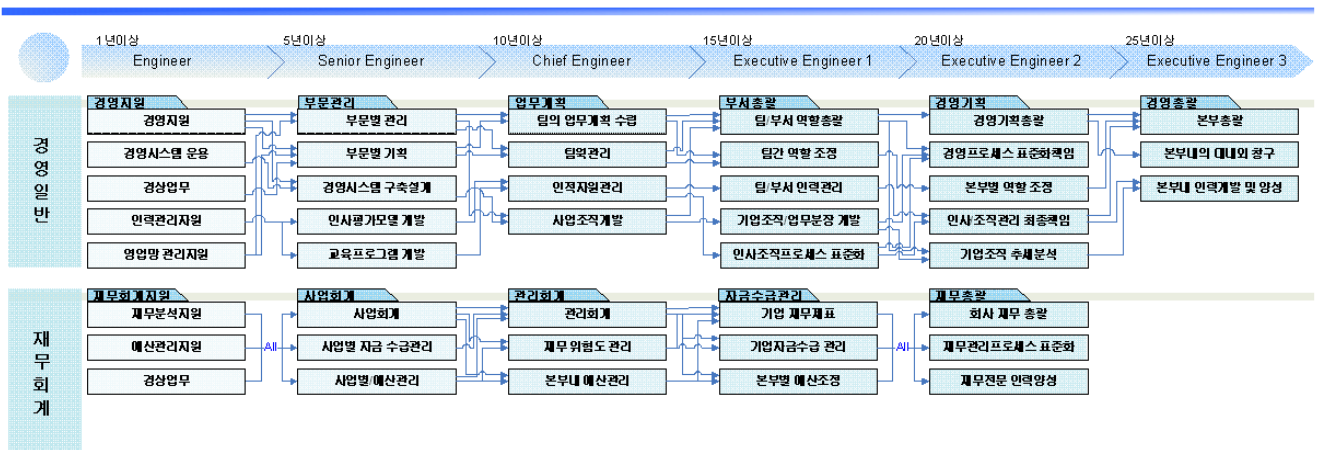 1년이상
5년이상
10년이상
15년이상
20년이상
25년이상
Engineer
Senior Engineer
Chief Engineer
Executive Engineer 1
Executive Engineer 2
Executive Engineer 3
경영일반
경영지원
부문관리
업무계획
부서총괄
경영기획
경영총괄
경영지원
부문별 관리
팀의 업무계획 수립
팀/부서 역할총괄
경영기획총괄
본부총괄
경영시스템 운용
부문별 기획
팀웍관리
팀간 역할 조정
경영프로세스 표준화책임
본부내의 대내외 창구
경상업무
경영시스템 구축설계
인적자원관리
팀/부서 인력관리
본부별 역할 조정
본부내 인력개발 및 양성
인력관리지원
인사평가모델 개발
사업조직개발
기업조직/업무분장 개발
인사/조직관리 최종책임
영업망 관리지원
교육프로그램 개발
인사조직프로세스 표준화
기업조직 추세분석
재무회계
재무회계지원
사업회계
관리회계
자금수급관리
재무총괄
재무분석지원
사업회계
관리회계
기업 재무제표
회사 재무 총괄
예산관리지원
All
사업별 자금 수급관리
재무 위험도 관리
기업자금수급 관리
All
재무관리프로세스 표준화
경상업무
사업별/예산관리
본부내 예산관리
본부별 예산조정
재무전문 인력양성